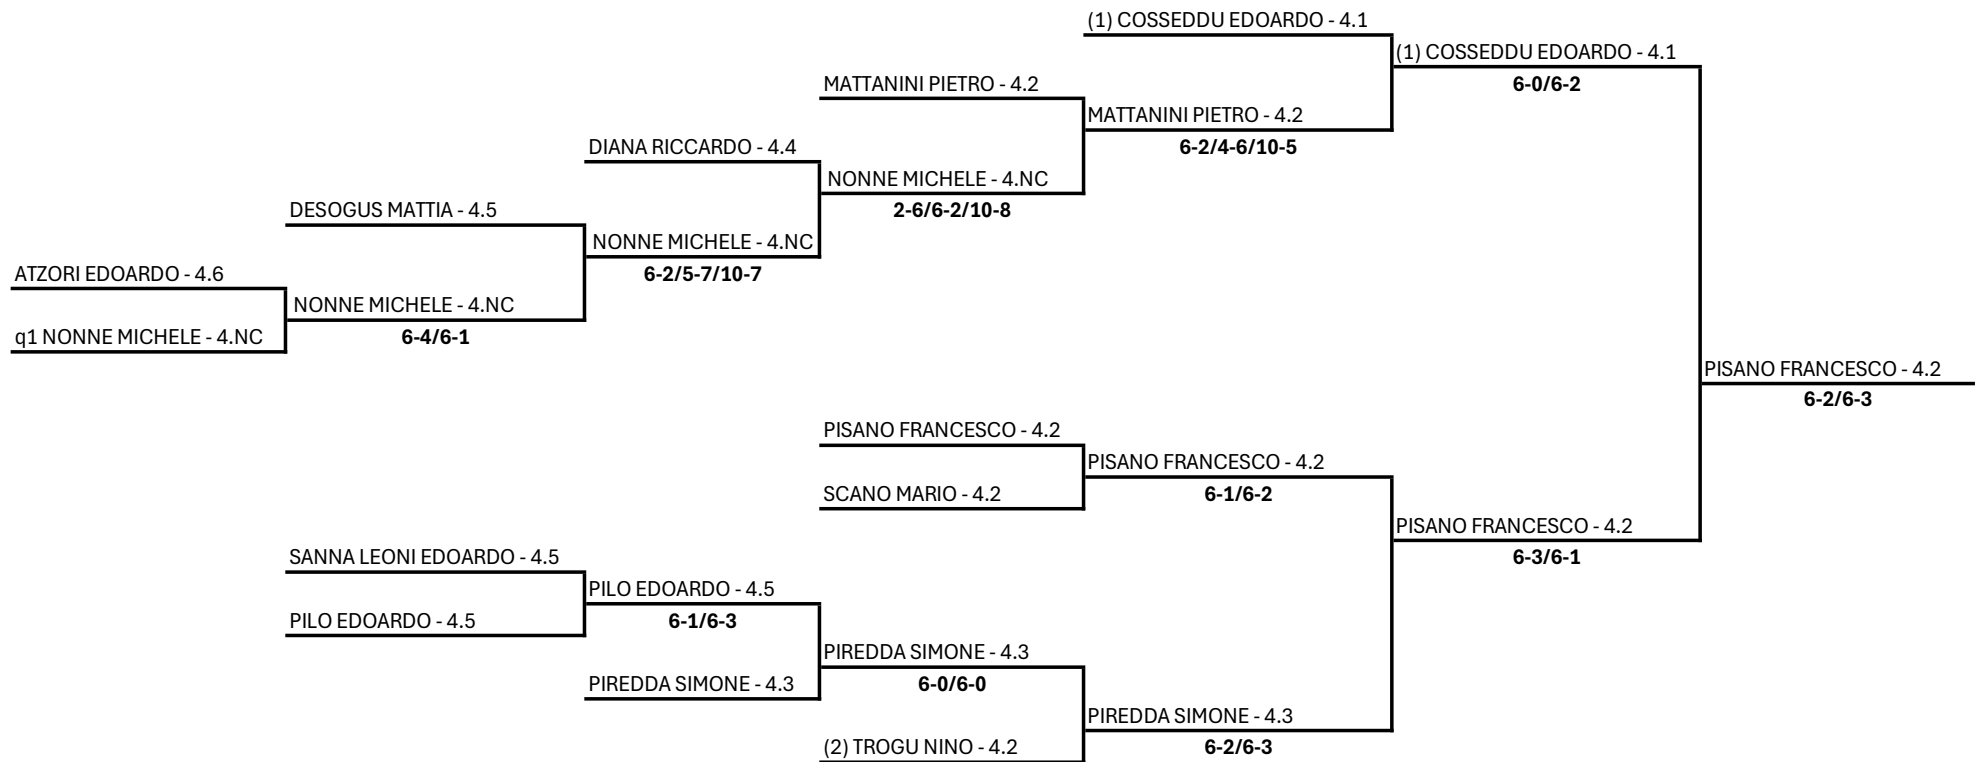 (1) COSSEDDU EDOARDO - 4.1
(1) COSSEDDU EDOARDO - 4.1
6-0/6-2
MATTANINI PIETRO - 4.2
MATTANINI PIETRO - 4.2
6-2/4-6/10-5
DIANA RICCARDO - 4.4
NONNE MICHELE - 4.NC
2-6/6-2/10-8
DESOGUS MATTIA - 4.5
NONNE MICHELE - 4.NC
6-2/5-7/10-7
ATZORI EDOARDO - 4.6
NONNE MICHELE - 4.NC
6-4/6-1
q1 NONNE MICHELE - 4.NC
PISANO FRANCESCO - 4.2
6-2/6-3
PISANO FRANCESCO - 4.2
PISANO FRANCESCO - 4.2
6-1/6-2
SCANO MARIO - 4.2
PISANO FRANCESCO - 4.2
6-3/6-1
SANNA LEONI EDOARDO - 4.5
PILO EDOARDO - 4.5
6-1/6-3
PILO EDOARDO - 4.5
PIREDDA SIMONE - 4.3
6-0/6-0
PIREDDA SIMONE - 4.3
PIREDDA SIMONE - 4.3
6-2/6-3
(2) TROGU NINO - 4.2